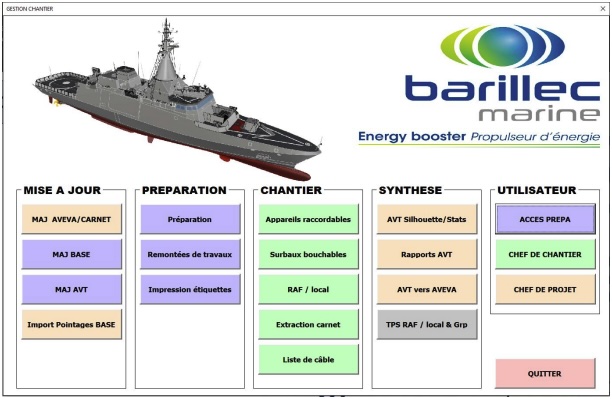 GESTION CHANTIER
barillec
marine
Energy booster Propulseur d'énergie
MISE A JOUR
MAJ AVEVA/CARNET
MAJ BASE
MAJ AVT
Import Pointages BASE
PREPARATION
Préparation
Remontées de travaux
Impression étiquettes
CHANTIER
Appareils raccordables
Surbaux bouchables
RAF / local
Extraction carnet
Liste de câble
SYNTHESE
AVT Silhouette/Stats
Rapports AVT
AVT vers AVEVA
TPS RAF / local & Grp
UTILISATEUR
ACCES PREPA
CHEF DE CHANTIER
CHEF DE PROJET
QUITTER